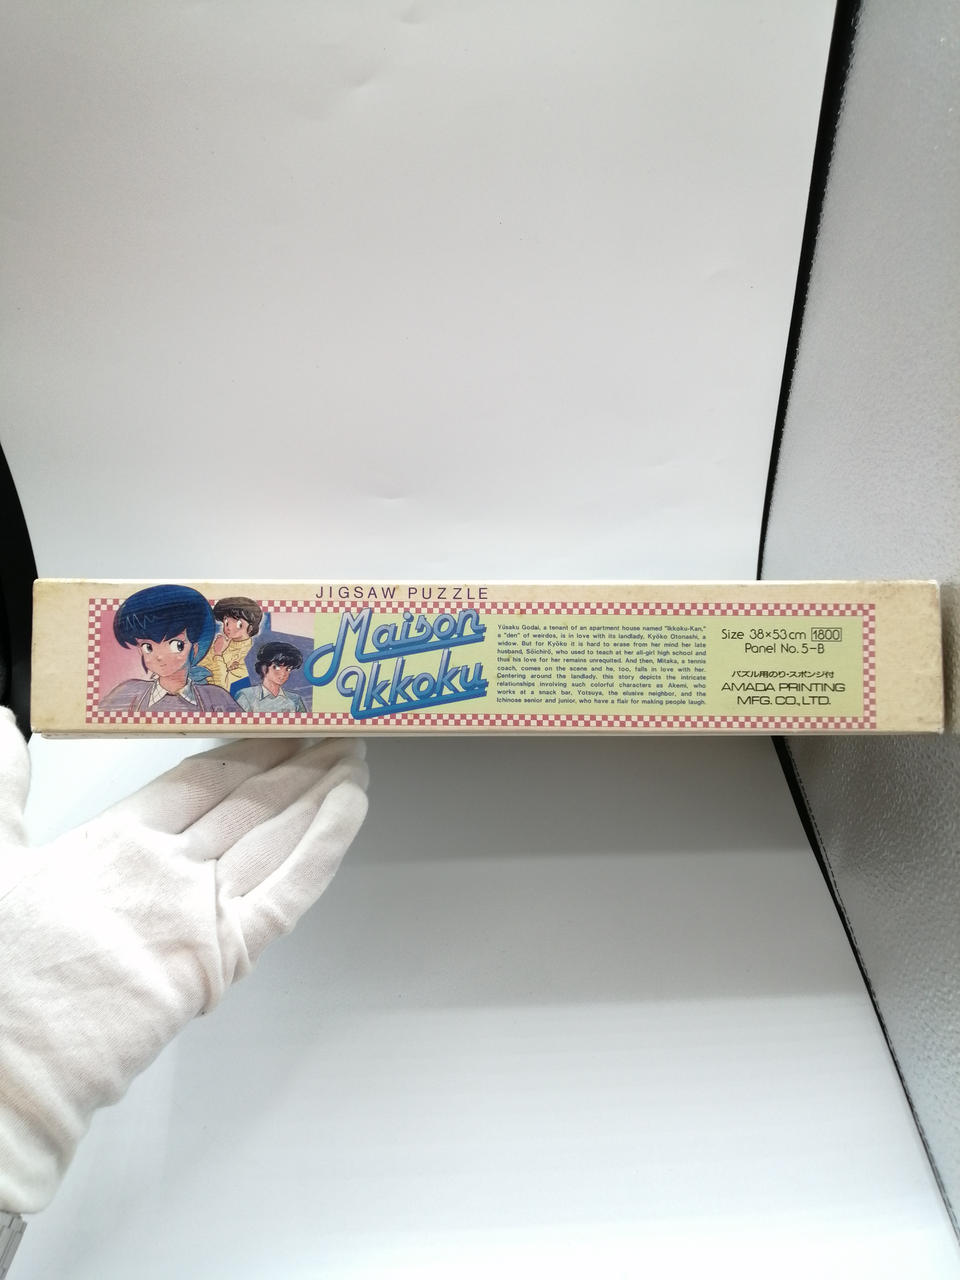 JIGSAW PUZZLE
Maison
Ikkoku
Yūsaku Godai, a tenant of an apartment house named "Ikkoku-Kan,"
a "den" of weirdos, is in love with its landlady, Kyōko Otonashi, a
widow. But for Kyōko it is hard to erase from her mind her late
husband, Sōichirō, who used to teach at her all-girl high school and
thus his love for her remains unrequited. And then, Mitaka, a tennis
coach, comes on the scene and he, too, falls in love with her.
Centering around the landlady, this story depicts the intricate
relationships involving such colorful characters as Akemi, who
works at a snack bar, Yotsuya, the elusive neighbor, and the
Ichinose senior and junior, who have a flair for making people laugh.
Size 38×53cm 1800
Panel No.5-B
パズル用のり・スポンジ付
AMADA PRINTING
MFG. CO., LTD.